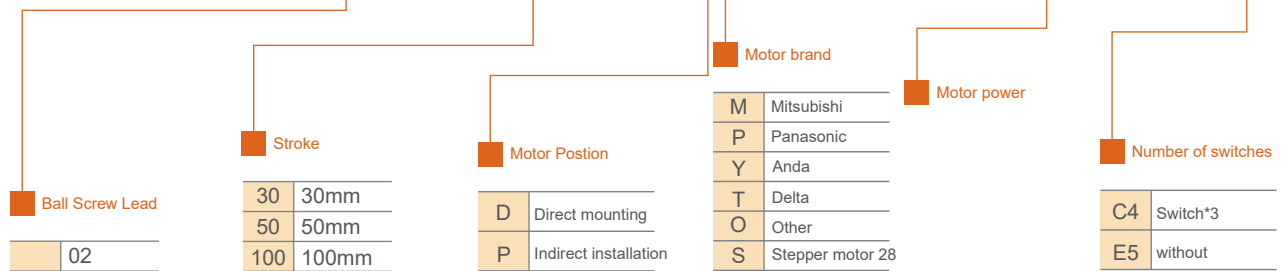 Motor brand
M Mitsubishi
P Panasonic
Y Anda
T Delta
O Other
S Stepper motor 28
Motor power
Stroke
30 30mm
50 50mm
100 100mm
Motor Postion
D Direct mounting
P Indirect installation
Number of switches
C4 Switch*3
E5 without
Ball Screw Lead
02